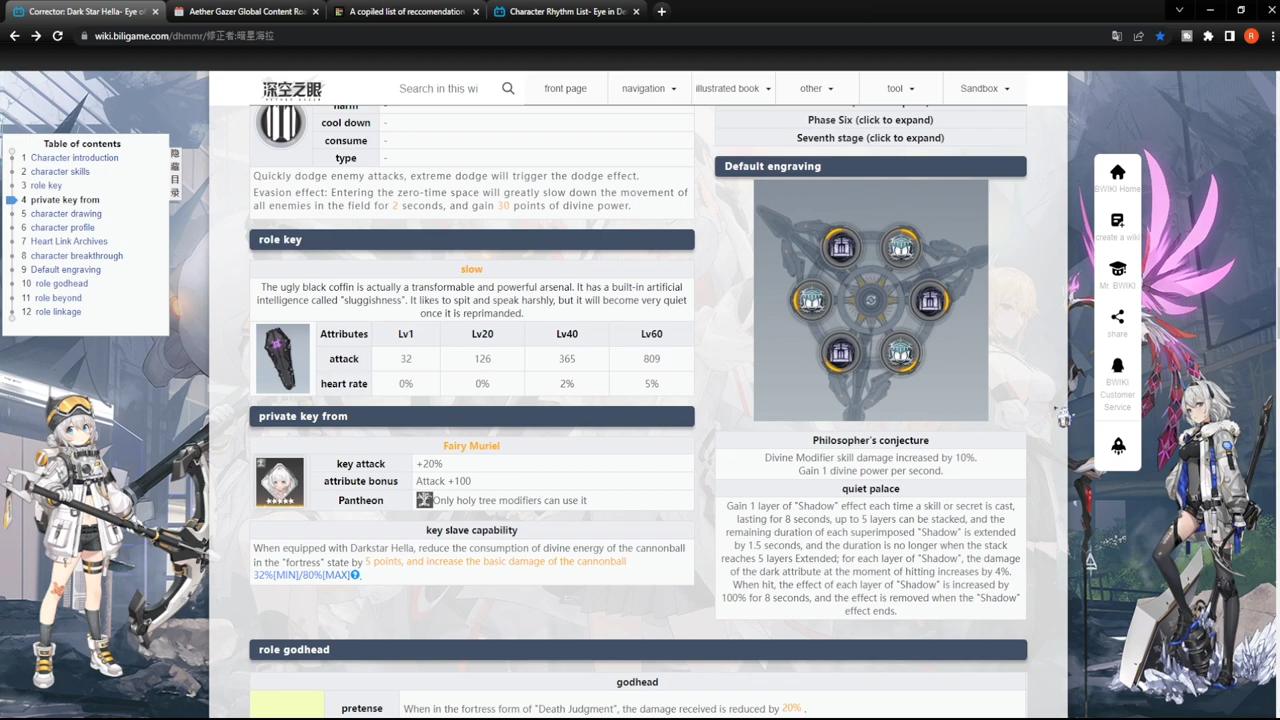 Corrector: Dark Star Hella- Eye of
Aether Gazer Global Content Roa
A copiled list of reccomendation
Character Rhythm List- Eye in De
wiki.biligame.com/dhmmr/修正者:暗星海拉
R
深空之眼
AETHER GAZER
Search in this wi
front page
navigation
illustrated book
other
tool
Sandbox
Table of contents
1 Character introduction
2 character skills
3 role key
4 private key from
5 character drawing
6 character profile
7 Heart Link Archives
8 character breakthrough
9 Default engraving
10 role godhead
11 role beyond
12 role linkage
隐
藏
目
录
harm -
cool down -
consume -
type -
Quickly dodge enemy attacks, extreme dodge will trigger the dodge effect.
Evasion effect: Entering the zero-time space will greatly slow down the movement of
all enemies in the field for 2 seconds, and gain 30 points of divine power.
role key
slow
The ugly black coffin is actually a transformable and powerful arsenal. It has a built-in artificial
intelligence called "sluggishness". It likes to spit and speak harshly, but it will become very quiet
once it is reprimanded.
Attributes Lv1 Lv20 Lv40 Lv60
attack 32 126 365 809
heart rate 0% 0% 2% 5%
private key from
Fairy Muriel
key attack +20%
attribute bonus Attack +100
Pantheon Only holy tree modifiers can use it
key slave capability
When equipped with Darkstar Hella, reduce the consumption of divine energy of the cannonball
in the "fortress" state by 5 points, and increase the basic damage of the cannonball
32%[MIN]/80%[MAX]?.
Phase Six (click to expand)
Seventh stage (click to expand)
Default engraving
Philosopher's conjecture
Divine Modifier skill damage increased by 10%.
Gain 1 divine power per second.
quiet palace
Gain 1 layer of "Shadow" effect each time a skill or secret is cast,
lasting for 8 seconds, up to 5 layers can be stacked, and the
remaining duration of each superimposed "Shadow" is extended
by 1.5 seconds, and the duration is no longer when the stack
reaches 5 layers Extended; for each layer of "Shadow", the damage
of the dark attribute at the moment of hitting increases by 4%.
When hit, the effect of each layer of "Shadow" is increased by
100% for 8 seconds, and the effect is removed when the "Shadow"
effect ends.
role godhead
godhead
pretense When in the fortress form of "Death Judgment", the damage received is reduced by 20% .
BWIKI Home
create a wiki
Mr. BWIKI
share
BWIKI
Customer
Service